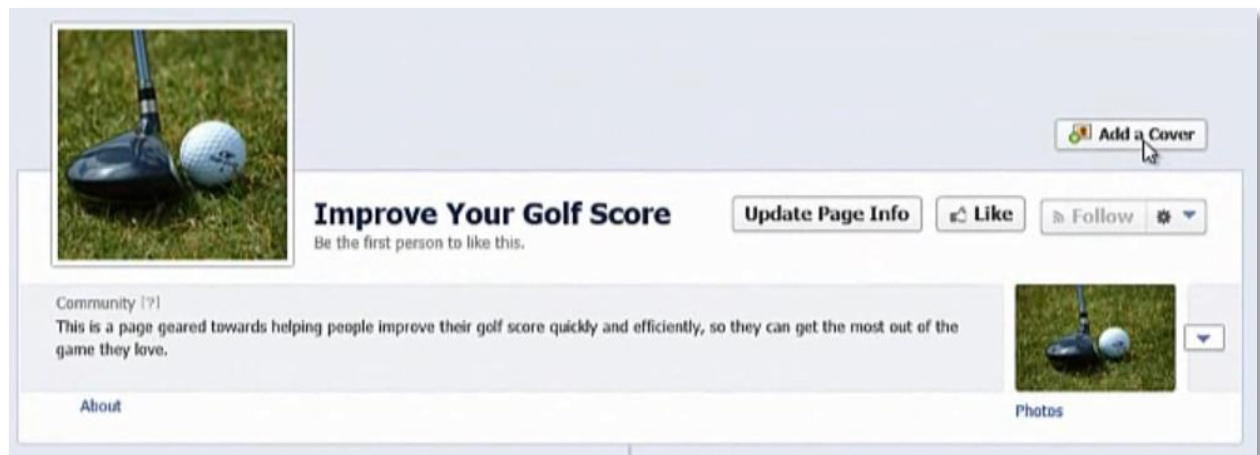 Add a Cover
Improve Your Golf Score
Update Page Info
Like
Follow
Be the first person to like this.
Community [?]
This is a page geared towards helping people improve their golf score quickly and efficiently, so they can get the most out of the
game they love.
About
Photos